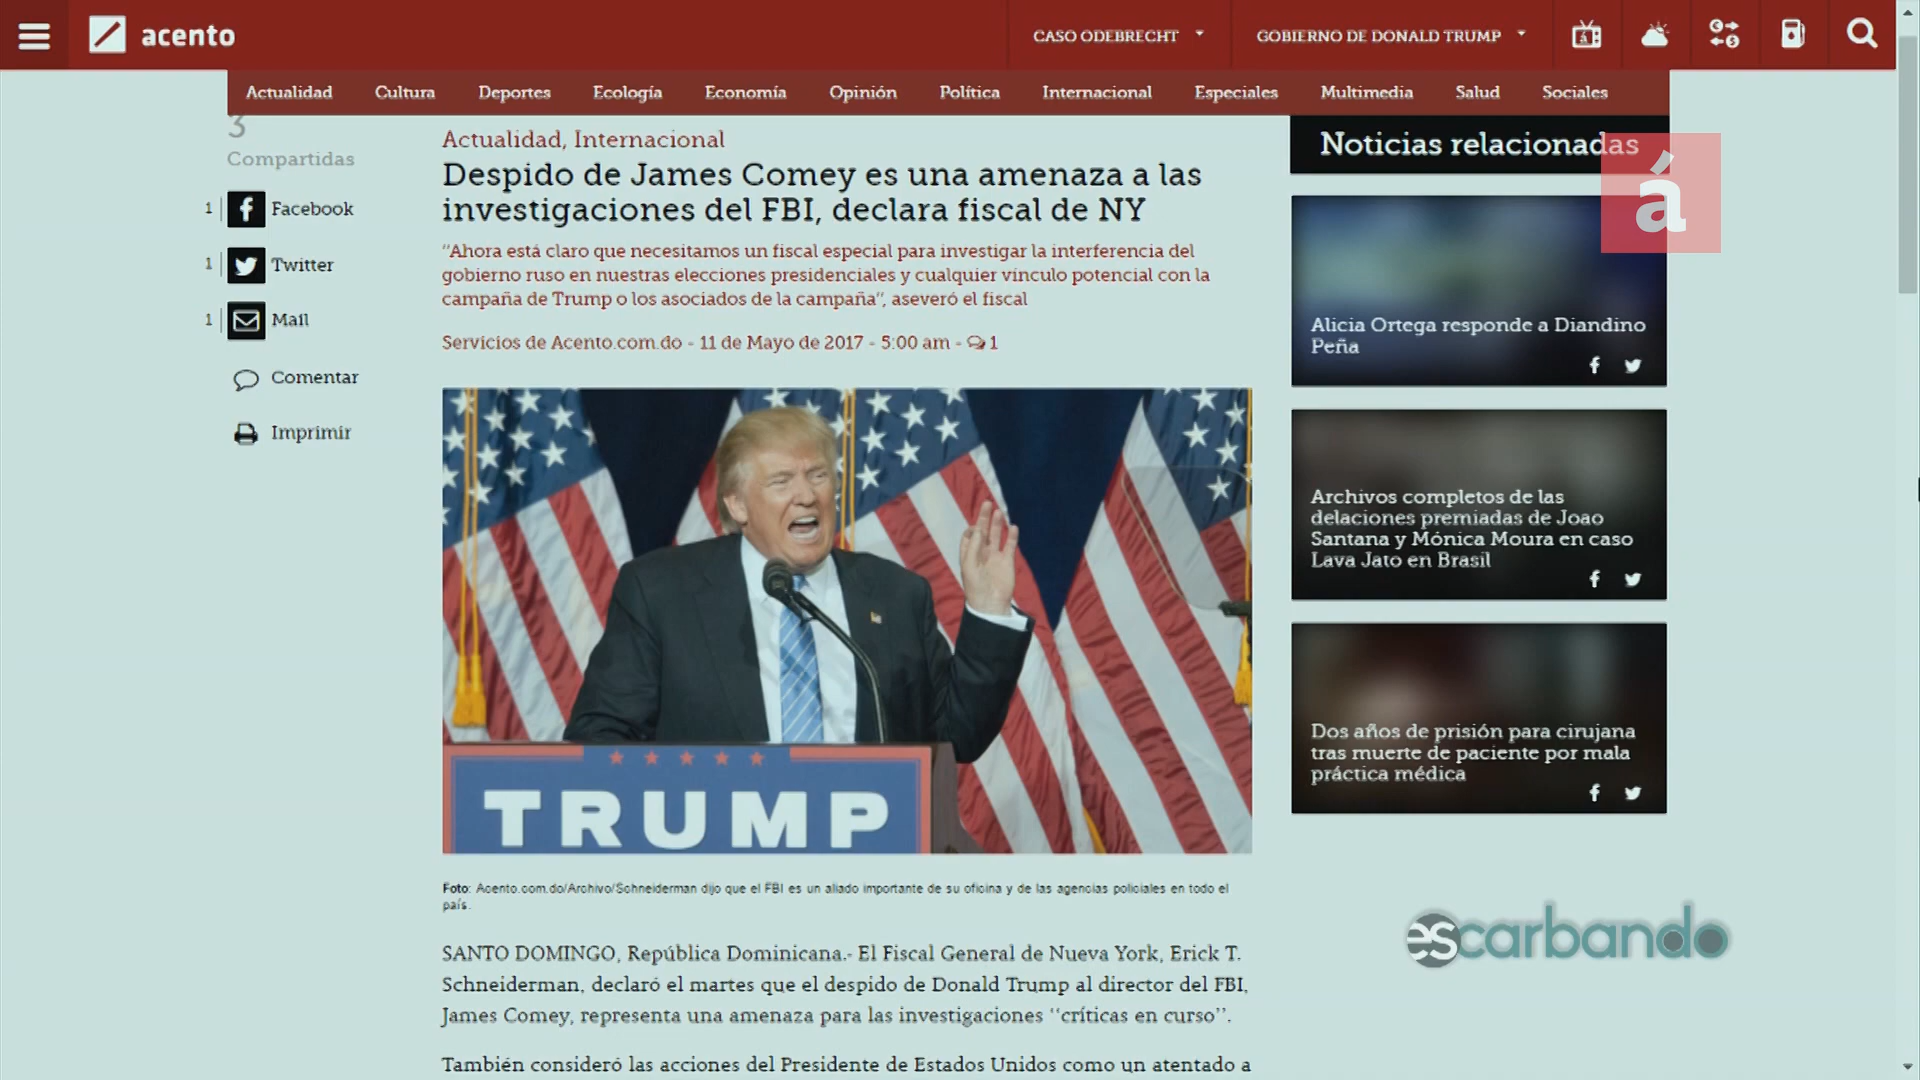 acento
CASO ODEBRECHT
GOBIERNO DE DONALD TRUMP
á
Actualidad
Cultura
Deportes
Ecología
Economía
Opinión
Política
Internacional
Especiales
Multimedia
Salud
Sociales
3
Compartidas
1
Facebook
1
Twitter
1
Mail
Comentar
Imprimir
Actualidad, Internacional
Despido de James Comey es una amenaza a las
investigaciones del FBI, declara fiscal de NY
"Ahora está claro que necesitamos un fiscal especial para investigar la interferencia del
gobierno ruso en nuestras elecciones presidenciales y cualquier vínculo potencial con la
campaña de Trump o los asociados de la campaña", aseveró el fiscal
Servicios de Acento.com.do - 11 de Mayo de 2017 - 5:00 am - 1
TRUMP
Foto: Acento.com.do/Archivo/Schneiderman dijo que el FBI es un aliado importante de su oficina y de las agencias policiales en todo el
país.
SANTO DOMINGO, República Dominicana.- El Fiscal General de Nueva York, Erick T.
Schneiderman, declaró el martes que el despido de Donald Trump al director del FBI,
James Comey, representa una amenaza para las investigaciones ‘‘críticas en curso’’.
También consideró las acciones del Presidente de Estados Unidos como un atentado a
Noticias relacionadas
á
Alicia Ortega responde a Diandino
Peña
Archivos completos de las
delaciones premiadas de Joao
Santana y Mónica Moura en caso
Lava Jato en Brasil
Dos años de prisión para cirujana
tras muerte de paciente por mala
práctica médica
escarbando